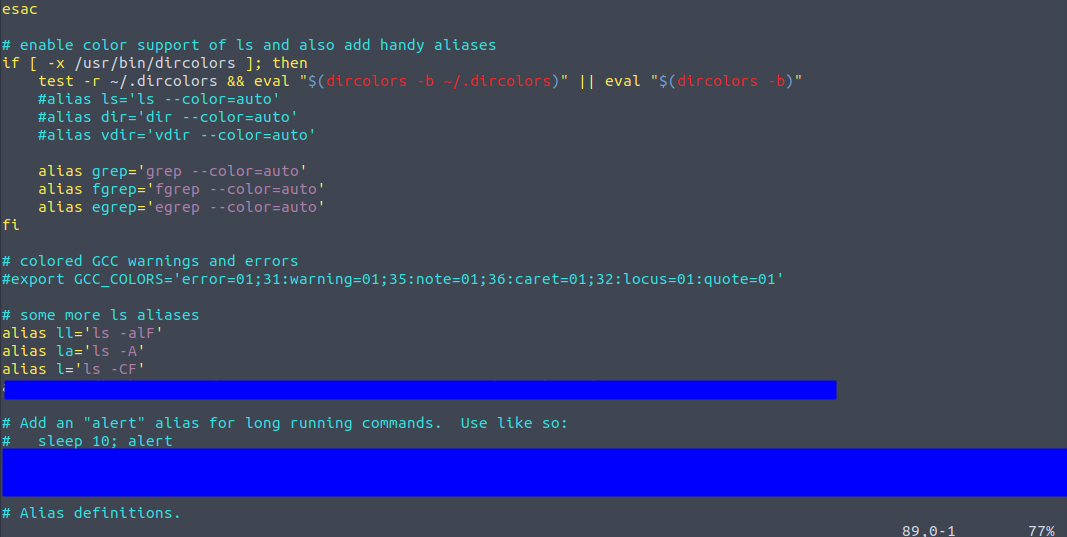 esac

# enable color support of ls and also add handy aliases
if [ -x /usr/bin/dircolors ]; then
    test -r ~/.dircolors && eval "$(dircolors -b ~/.dircolors)" || eval "$(dircolors -b)"
    #alias ls='ls --color=auto'
    #alias dir='dir --color=auto'
    #alias vdir='vdir --color=auto'

    alias grep='grep --color=auto'
    alias fgrep='fgrep --color=auto'
    alias egrep='egrep --color=auto'
fi

# colored GCC warnings and errors
#export GCC_COLORS='error=01;31:warning=01;35:note=01;36:caret=01;32:locus=01:quote=01'

# some more ls aliases
alias ll='ls -alF'
alias la='ls -A'
alias l='ls -CF'

# Add an "alert" alias for long running commands.  Use like so:
#   sleep 10; alert

# Alias definitions.
89,0-1        77%